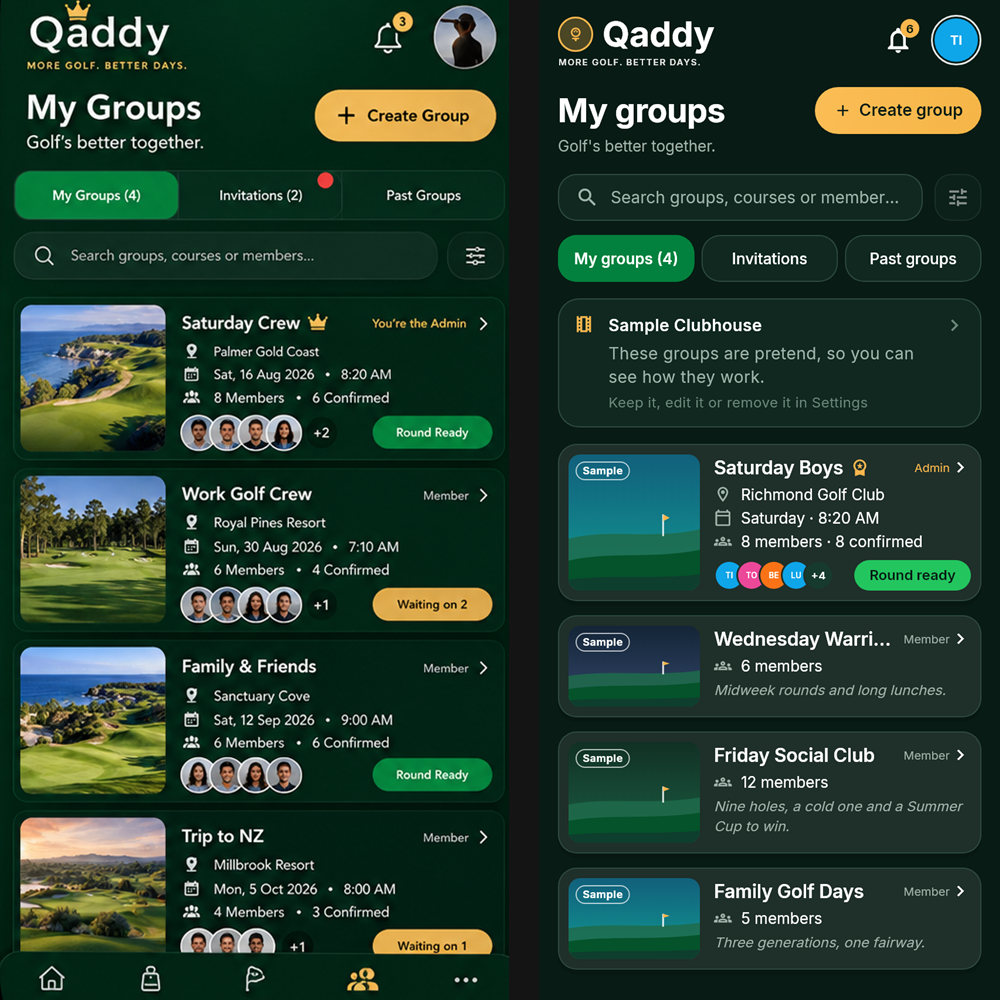 Qaddy
MORE GOLF. BETTER DAYS.
3
My Groups
Golf's better together.
+ Create Group
My Groups (4)
Invitations (2)
Past Groups
Search groups, courses or members...
Saturday Crew
You're the Admin
Palmer Gold Coast
Sat, 16 Aug 2026 • 8:20 AM
8 Members • 6 Confirmed
+2
Round Ready
Work Golf Crew
Member
Royal Pines Resort
Sun, 30 Aug 2026 • 7:10 AM
6 Members • 4 Confirmed
+1
Waiting on 2
Family & Friends
Member
Sanctuary Cove
Sat, 12 Sep 2026 • 9:00 AM
6 Members • 6 Confirmed
Round Ready
Trip to NZ
Member
Millbrook Resort
Mon, 5 Oct 2026 • 8:00 AM
4 Members • 3 Confirmed
+1
Waiting on 1
Qaddy
MORE GOLF. BETTER DAYS.
6
TI
My groups
Golf's better together.
+ Create group
Search groups, courses or member...
My groups (4)
Invitations
Past groups
Sample Clubhouse
These groups are pretend, so you can
see how they work.
Keep it, edit it or remove it in Settings
Sample
Saturday Boys
Admin
Richmond Golf Club
Saturday · 8:20 AM
8 members · 8 confirmed
TI
TO
BE
LU
+4
Round ready
Sample
Wednesday Warri...
Member
6 members
Midweek rounds and long lunches.
Sample
Friday Social Club
Member
12 members
Nine holes, a cold one and a Summer
Cup to win.
Sample
Family Golf Days
Member
5 members
Three generations, one fairway.